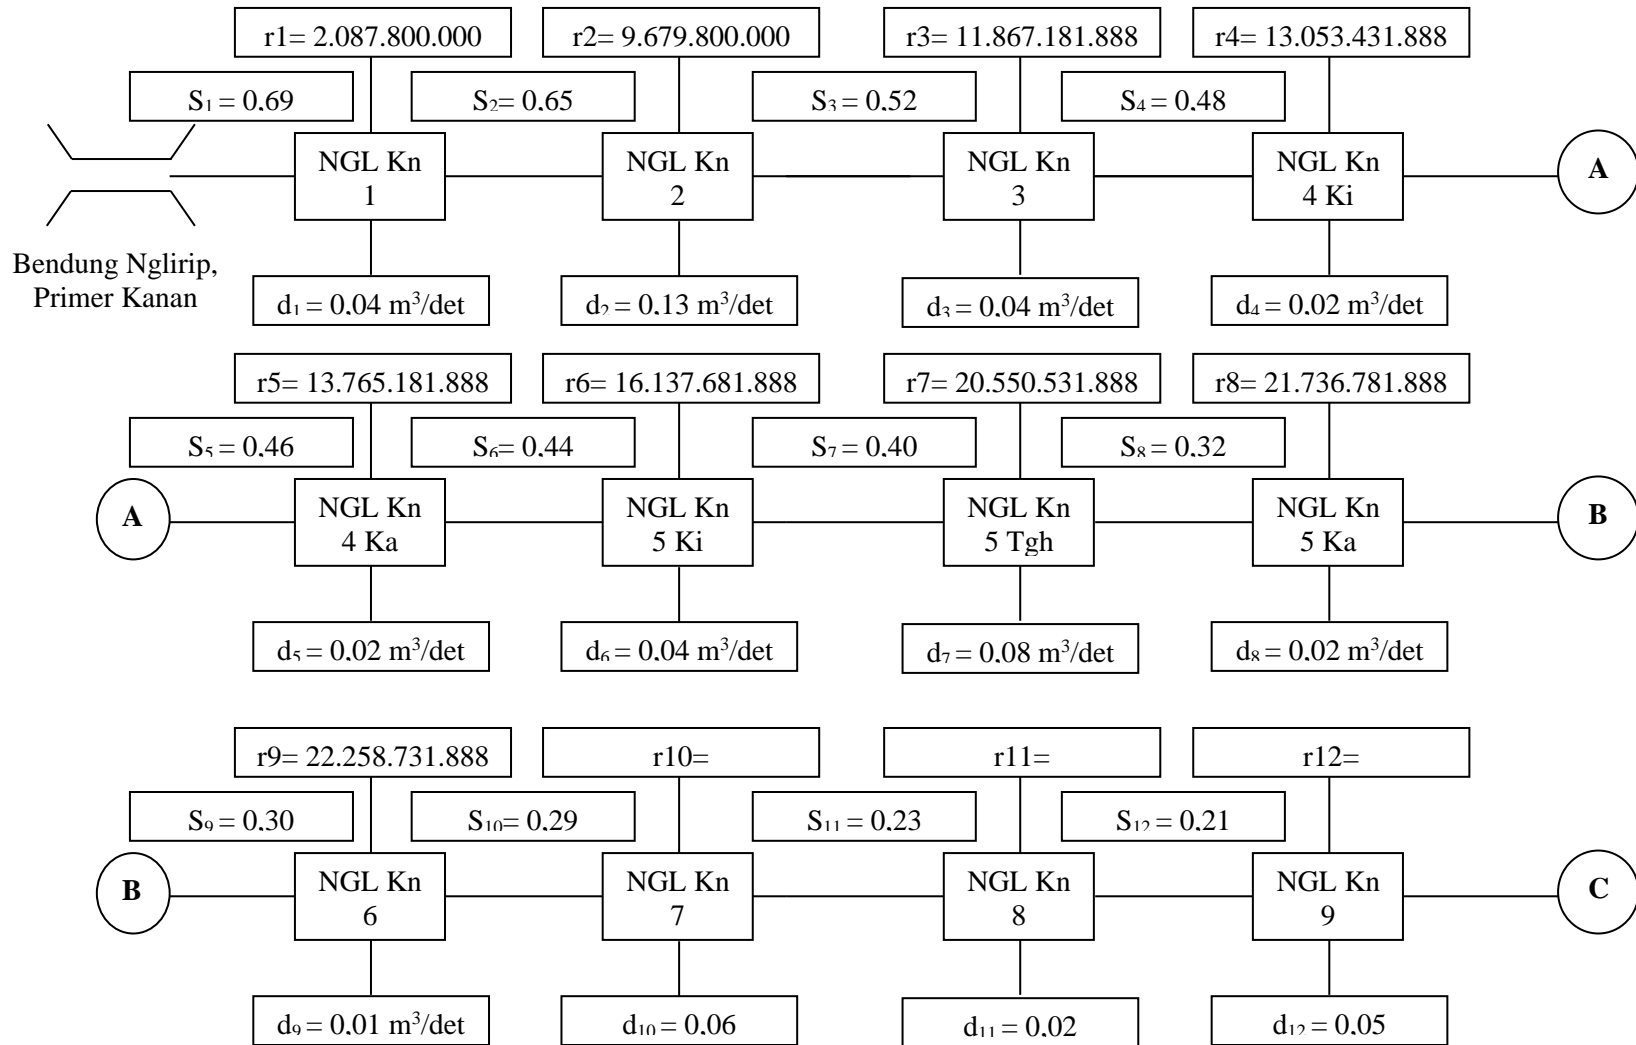 r1= 2.087.800.000
r2= 9.679.800.000
r3= 11.867.181.888
r4= 13.053.431.888
S₁ = 0,69
S₂= 0,65
S₃ = 0,52
S₄ = 0,48
NGL Kn
1
NGL Kn
2
NGL Kn
3
NGL Kn
4 Ki
A
Bendung Nglirip,
Primer Kanan
d₁ = 0,04 m³/det
d₂ = 0,13 m³/det
d₃ = 0,04 m³/det
d₄ = 0,02 m³/det
r5= 13.765.181.888
r6= 16.137.681.888
r7= 20.550.531.888
r8= 21.736.781.888
S₅ = 0,46
S₆= 0,44
S₇ = 0,40
S₈ = 0,32
A
NGL Kn
4 Ka
NGL Kn
5 Ki
NGL Kn
5 Tgh
NGL Kn
5 Ka
B
d₅ = 0,02 m³/det
d₆ = 0,04 m³/det
d₇ = 0,08 m³/det
d₈ = 0,02 m³/det
r9= 22.258.731.888
r10=
r11=
r12=
S₉ = 0,30
S₁₀= 0,29
S₁₁ = 0,23
S₁₂ = 0,21
B
NGL Kn
6
NGL Kn
7
NGL Kn
8
NGL Kn
9
C
d₉ = 0,01 m³/det
d₁₀ = 0,06
d₁₁ = 0,02
d₁₂ = 0,05